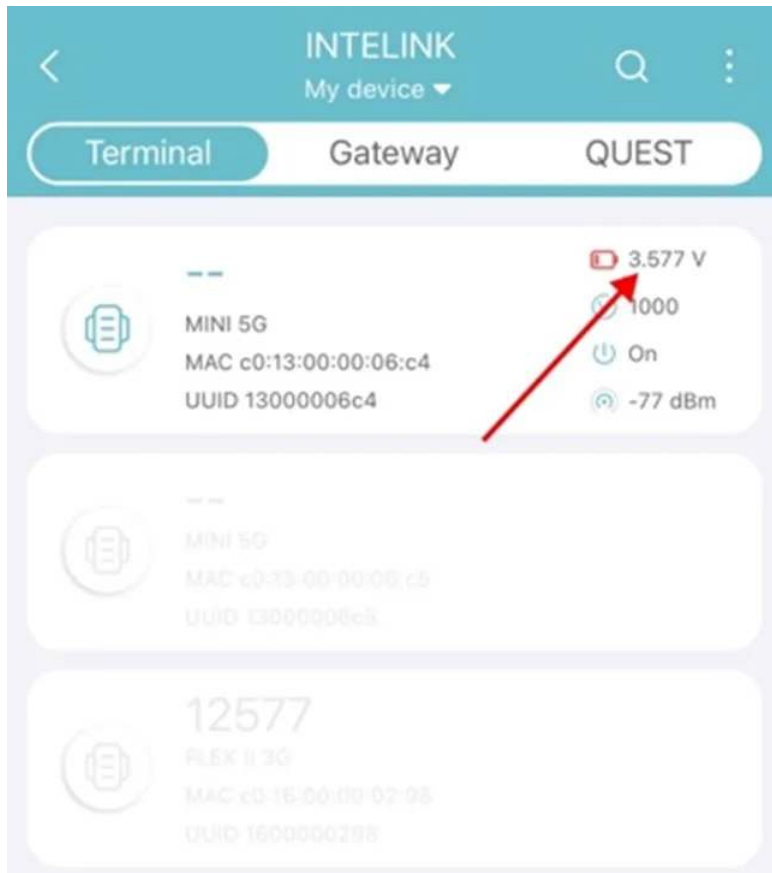 INTELINK
My device
Terminal
Gateway
QUEST
--
3.577 V
MINI 5G
1000
MAC c0:13:00:00:06:c4
On
UUID 13000006c4
-77 dBm
--
MINI 5G
MAC c0:13:00:00:06:c5
UUID 13000006c5
12577
FLEX II 3G
MAC c0:16:00:00:02:98
UUID 1600000298